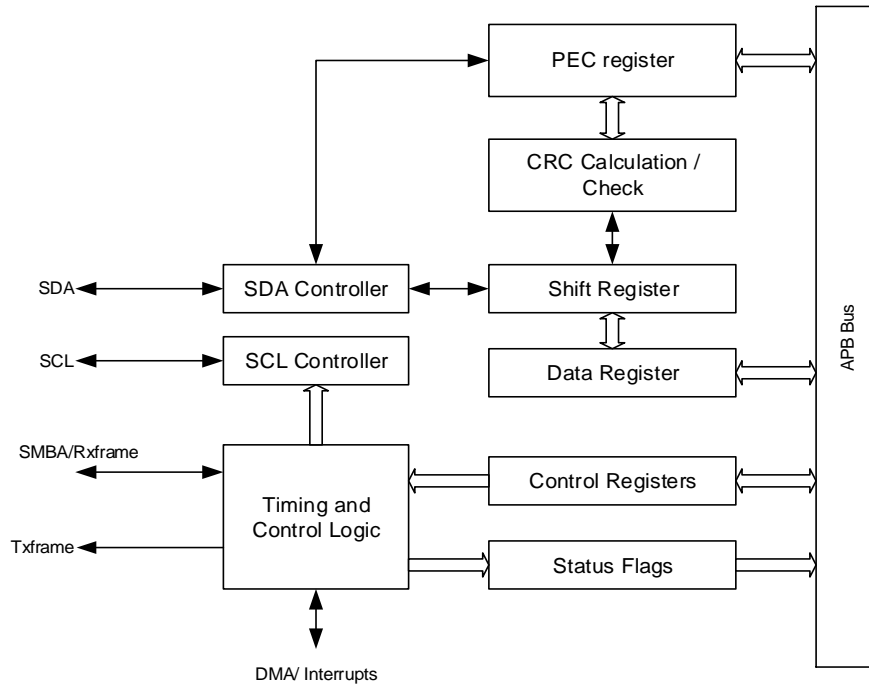 PEC register
CRC Calculation /
Check
SDA
SDA Controller
Shift Register
SCL
SCL Controller
Data Register
APB Bus
SMBA/Rxframe
Timing and
Control Logic
Control Registers
Txframe
Status Flags
DMA/ Interrupts